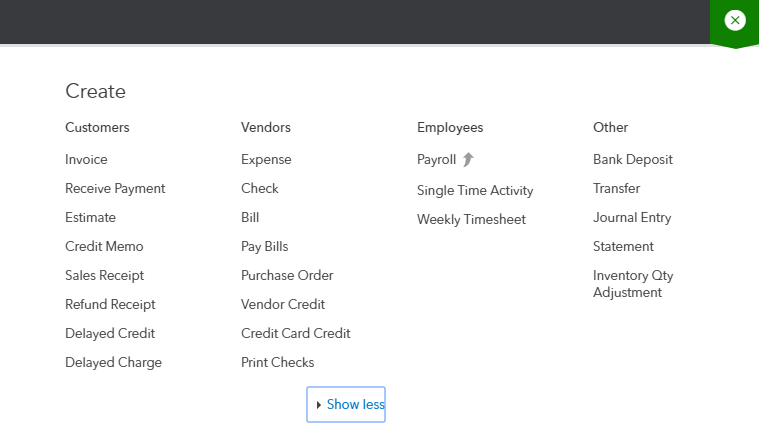 Create
Customers
Invoice
Receive Payment
Estimate
Credit Memo
Sales Receipt
Refund Receipt
Delayed Credit
Delayed Charge
Vendors
Expense
Check
Bill
Pay Bills
Purchase Order
Vendor Credit
Credit Card Credit
Print Checks
Employees
Payroll
Single Time Activity
Weekly Timesheet
Other
Bank Deposit
Transfer
Journal Entry
Statement
Inventory Qty
Adjustment
Show less